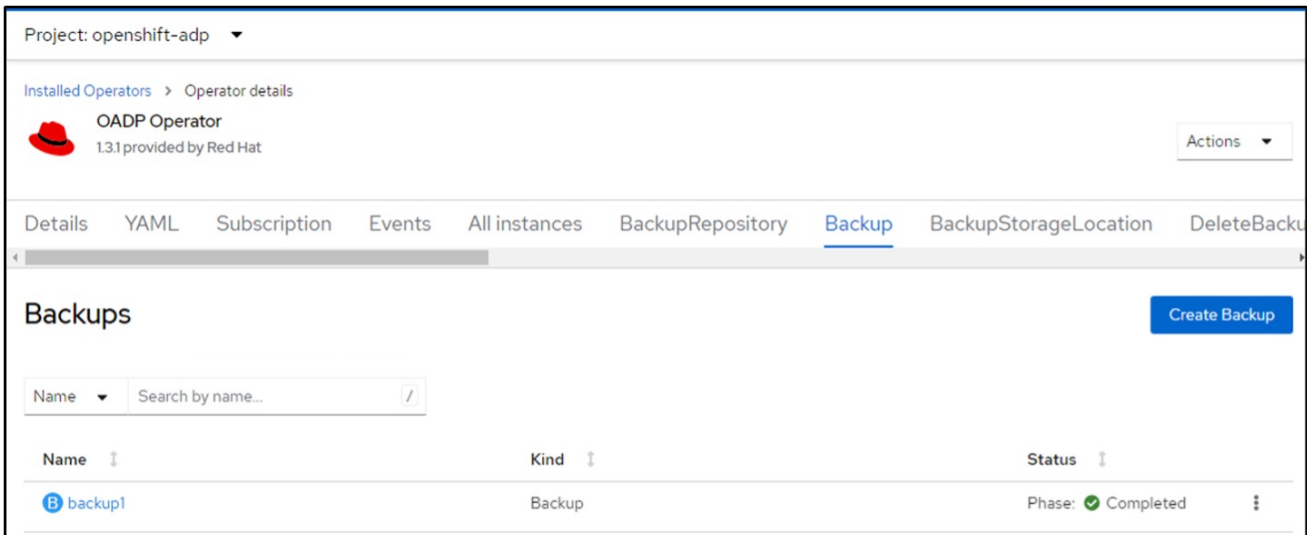 Project: openshift-adp
Installed Operators > Operator details
OADP Operator
1.3.1 provided by Red Hat
Actions
Details YAML Subscription Events All instances BackupRepository Backup BackupStorageLocation DeleteBacku
Backups
Create Backup
Name Search by name... /
Name Kind Status
B backup1 Backup Phase: Completed